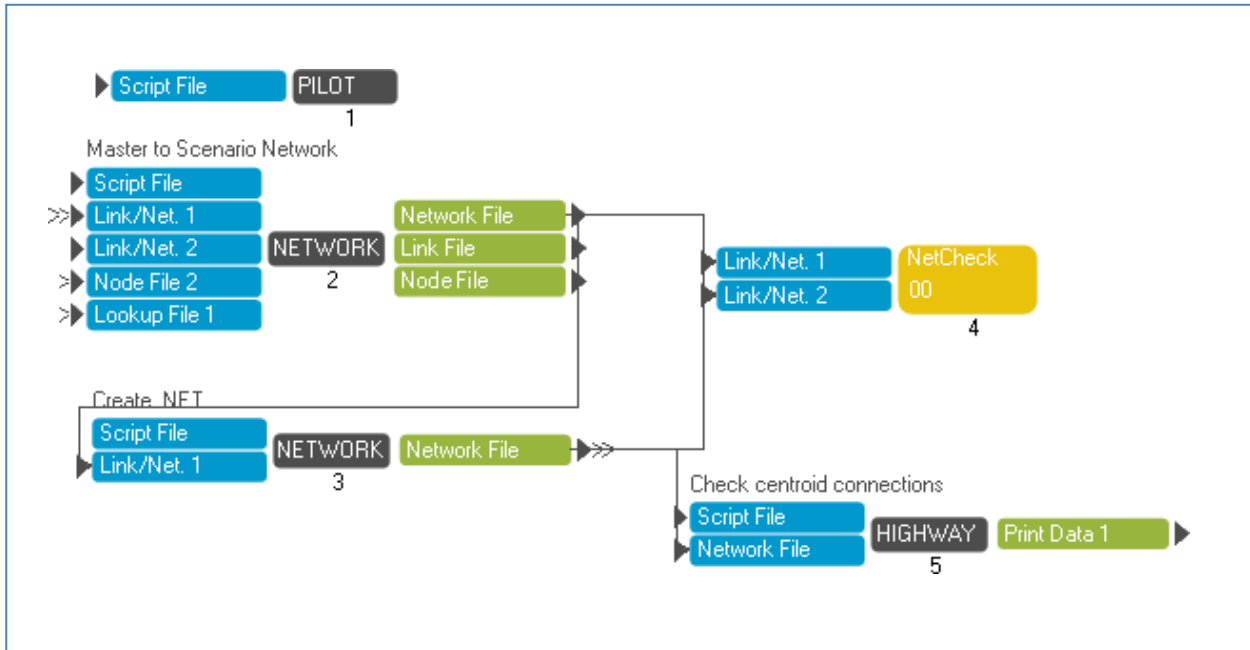 Script File PILOT
1
Master to Scenario Network
Script File
Link/Net. 1 Network File
Link/Net. 2 NETWORK Link File
Node File 2 2 Node File
Lookup File 1
Link/Net. 1 NetCheck
Link/Net. 2 00
4
Create .NET
Script File
Link/Net. 1 NETWORK Network File
3
Check centroid connections
Script File
Network File HIGHWAY Print Data 1
5